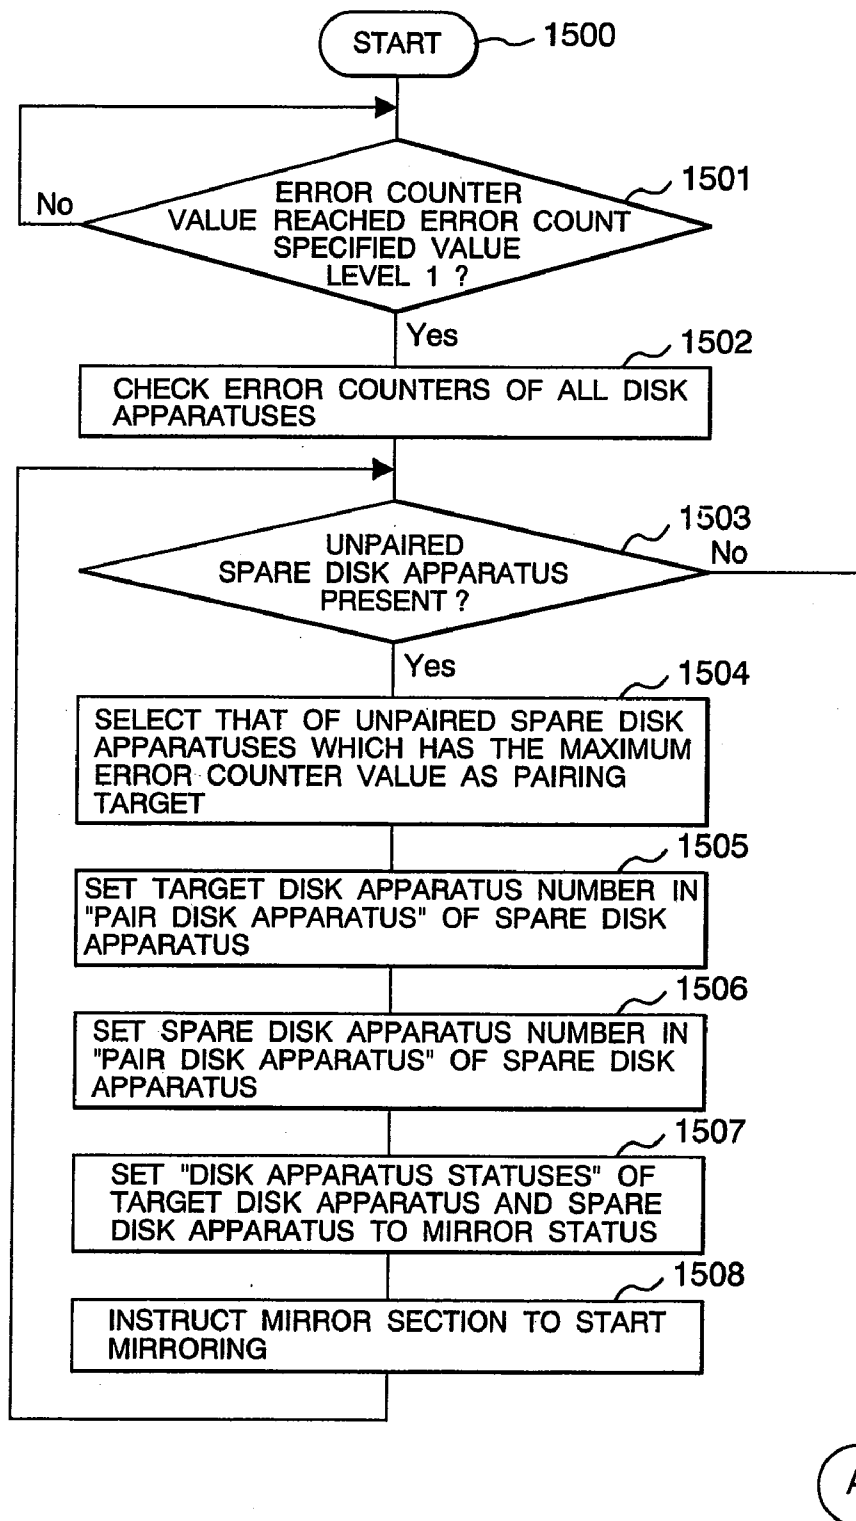 START
1500
No
ERROR COUNTER
VALUE REACHED ERROR COUNT
SPECIFIED VALUE
LEVEL 1 ?
1501
Yes
1502
CHECK ERROR COUNTERS OF ALL DISK
APPARATUSES
1503
UNPAIRED
SPARE DISK APPARATUS
PRESENT ?
No
Yes
1504
SELECT THAT OF UNPAIRED SPARE DISK
APPARATUSES WHICH HAS THE MAXIMUM
ERROR COUNTER VALUE AS PAIRING
TARGET
1505
SET TARGET DISK APPARATUS NUMBER IN
"PAIR DISK APPARATUS" OF SPARE DISK
APPARATUS
1506
SET SPARE DISK APPARATUS NUMBER IN
"PAIR DISK APPARATUS" OF SPARE DISK
APPARATUS
1507
SET "DISK APPARATUS STATUSES" OF
TARGET DISK APPARATUS AND SPARE
DISK APPARATUS TO MIRROR STATUS
1508
INSTRUCT MIRROR SECTION TO START
MIRRORING
A